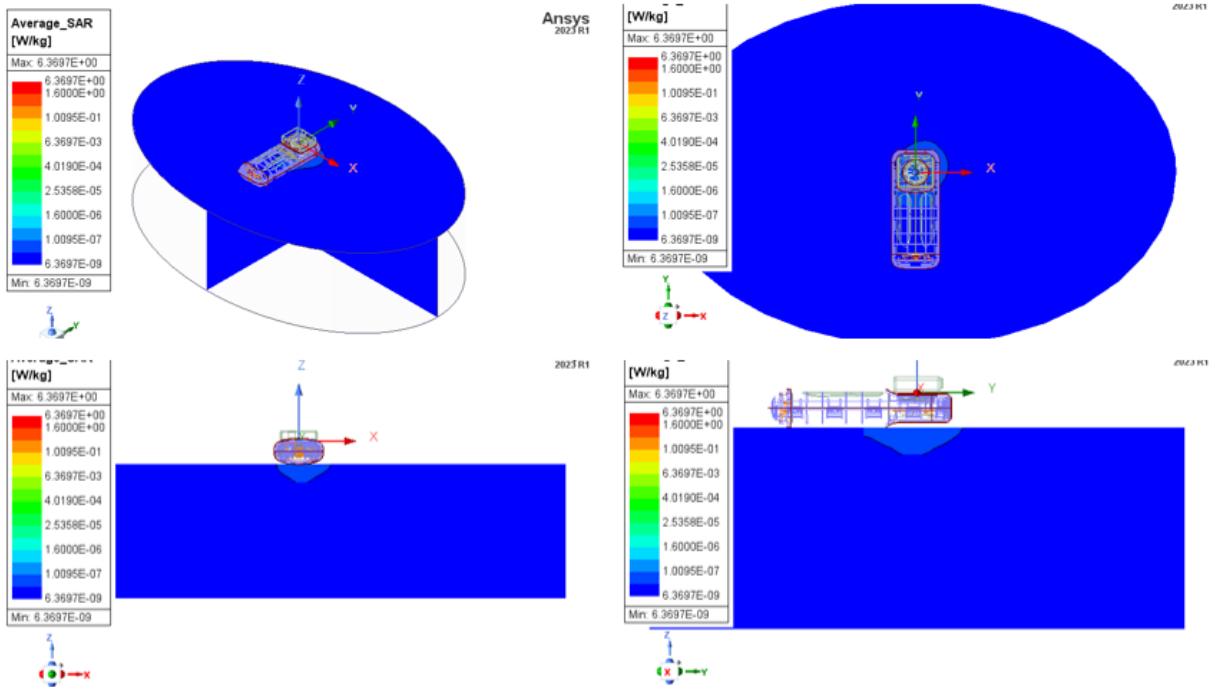 Average_SAR
[W/kg]
Max: 6.3697E+00
6.3697E+00
1.6000E+00
1.0095E-01
6.3697E-03
4.0190E-04
2.5358E-05
1.6000E-06
1.0095E-07
6.3697E-09
Min: 6.3697E-09
Ansys
2023 R1
Z
Y
X
Z
Y
[W/kg]
Max: 6.3697E+00
6.3697E+00
1.6000E+00
1.0095E-01
6.3697E-03
4.0190E-04
2.5358E-05
1.6000E-06
1.0095E-07
6.3697E-09
Min: 6.3697E-09
2023 R1
Y
X
Y
Z
X
Average_SAR
[W/kg]
Max: 6.3697E+00
6.3697E+00
1.6000E+00
1.0095E-01
6.3697E-03
4.0190E-04
2.5358E-05
1.6000E-06
1.0095E-07
6.3697E-09
Min: 6.3697E-09
2023 R1
Z
X
Z
X
[W/kg]
Max: 6.3697E+00
6.3697E+00
1.6000E+00
1.0095E-01
6.3697E-03
4.0190E-04
2.5358E-05
1.6000E-06
1.0095E-07
6.3697E-09
Min: 6.3697E-09
2023 R1
X
Y
Z
X
Y